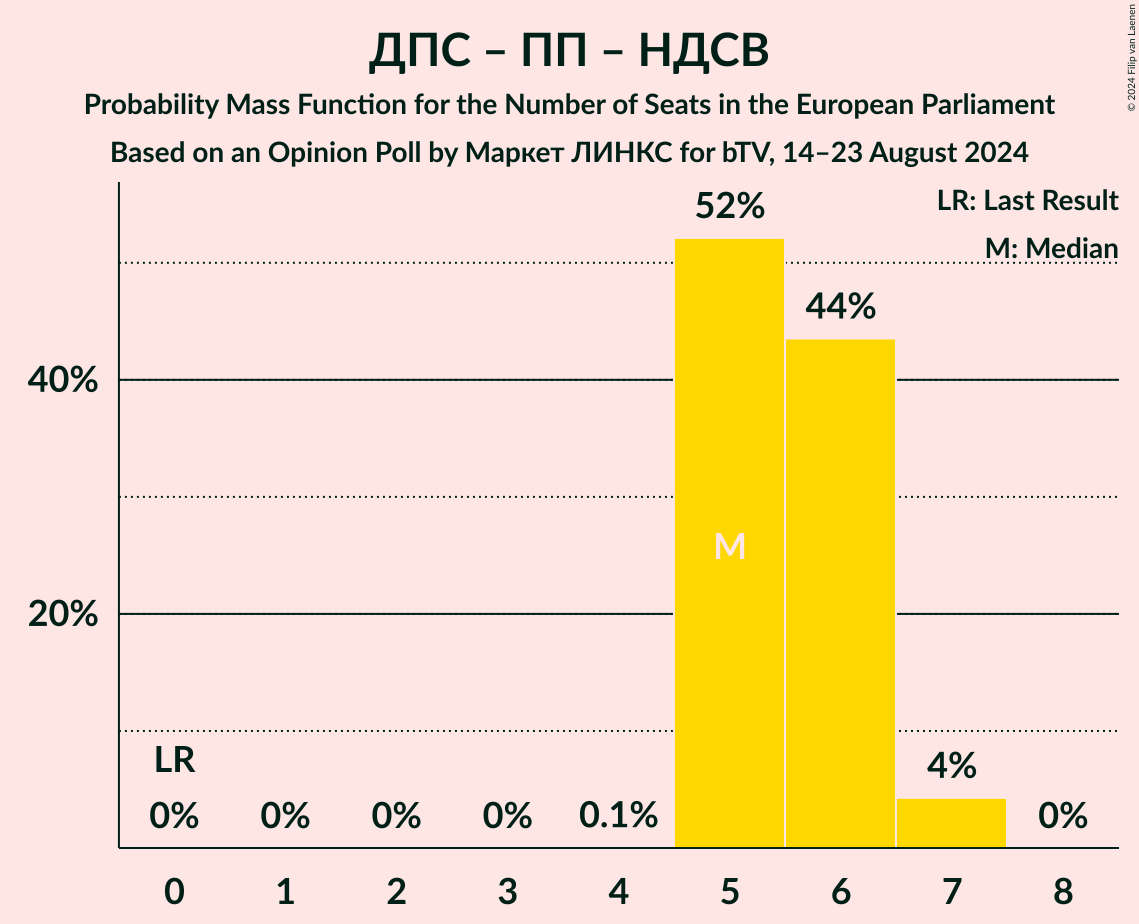 ДПС – ПП – НДСВ
Probability Mass Function for the Number of Seats in the European Parliament
Based on an Opinion Poll by Маркет ЛИНКС for bTV, 14–23 August 2024
© 2024 Filip van Laenen
LR: Last Result
M: Median
52%
44%
40%
M
20%
LR
4%
0% 0% 0% 0% 0.1% 0%
0 1 2 3 4 5 6 7 8